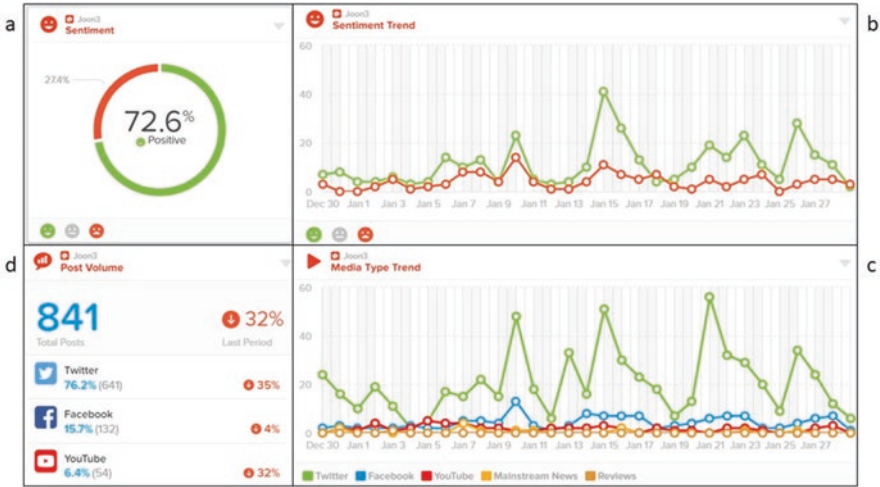 a
Joon3
Sentiment
27.4%
72.6%
Positive
b
Joon3
Sentiment Trend
60
40
20
0
Dec 30 Jan 1 Jan 3 Jan 5 Jan 7 Jan 9 Jan 11 Jan 13 Jan 15 Jan 17 Jan 19 Jan 21 Jan 23 Jan 25 Jan 27
d
Joon3
Post Volume
841
Total Posts
32%
Last Period
Twitter
76.2% (641)
35%
Facebook
15.7% (132)
4%
YouTube
6.4% (54)
32%
c
Joon3
Media Type Trend
60
40
20
0
Dec 30 Jan 1 Jan 3 Jan 5 Jan 7 Jan 9 Jan 11 Jan 13 Jan 15 Jan 17 Jan 19 Jan 21 Jan 23 Jan 25 Jan 27
Twitter Facebook YouTube Mainstream News Reviews